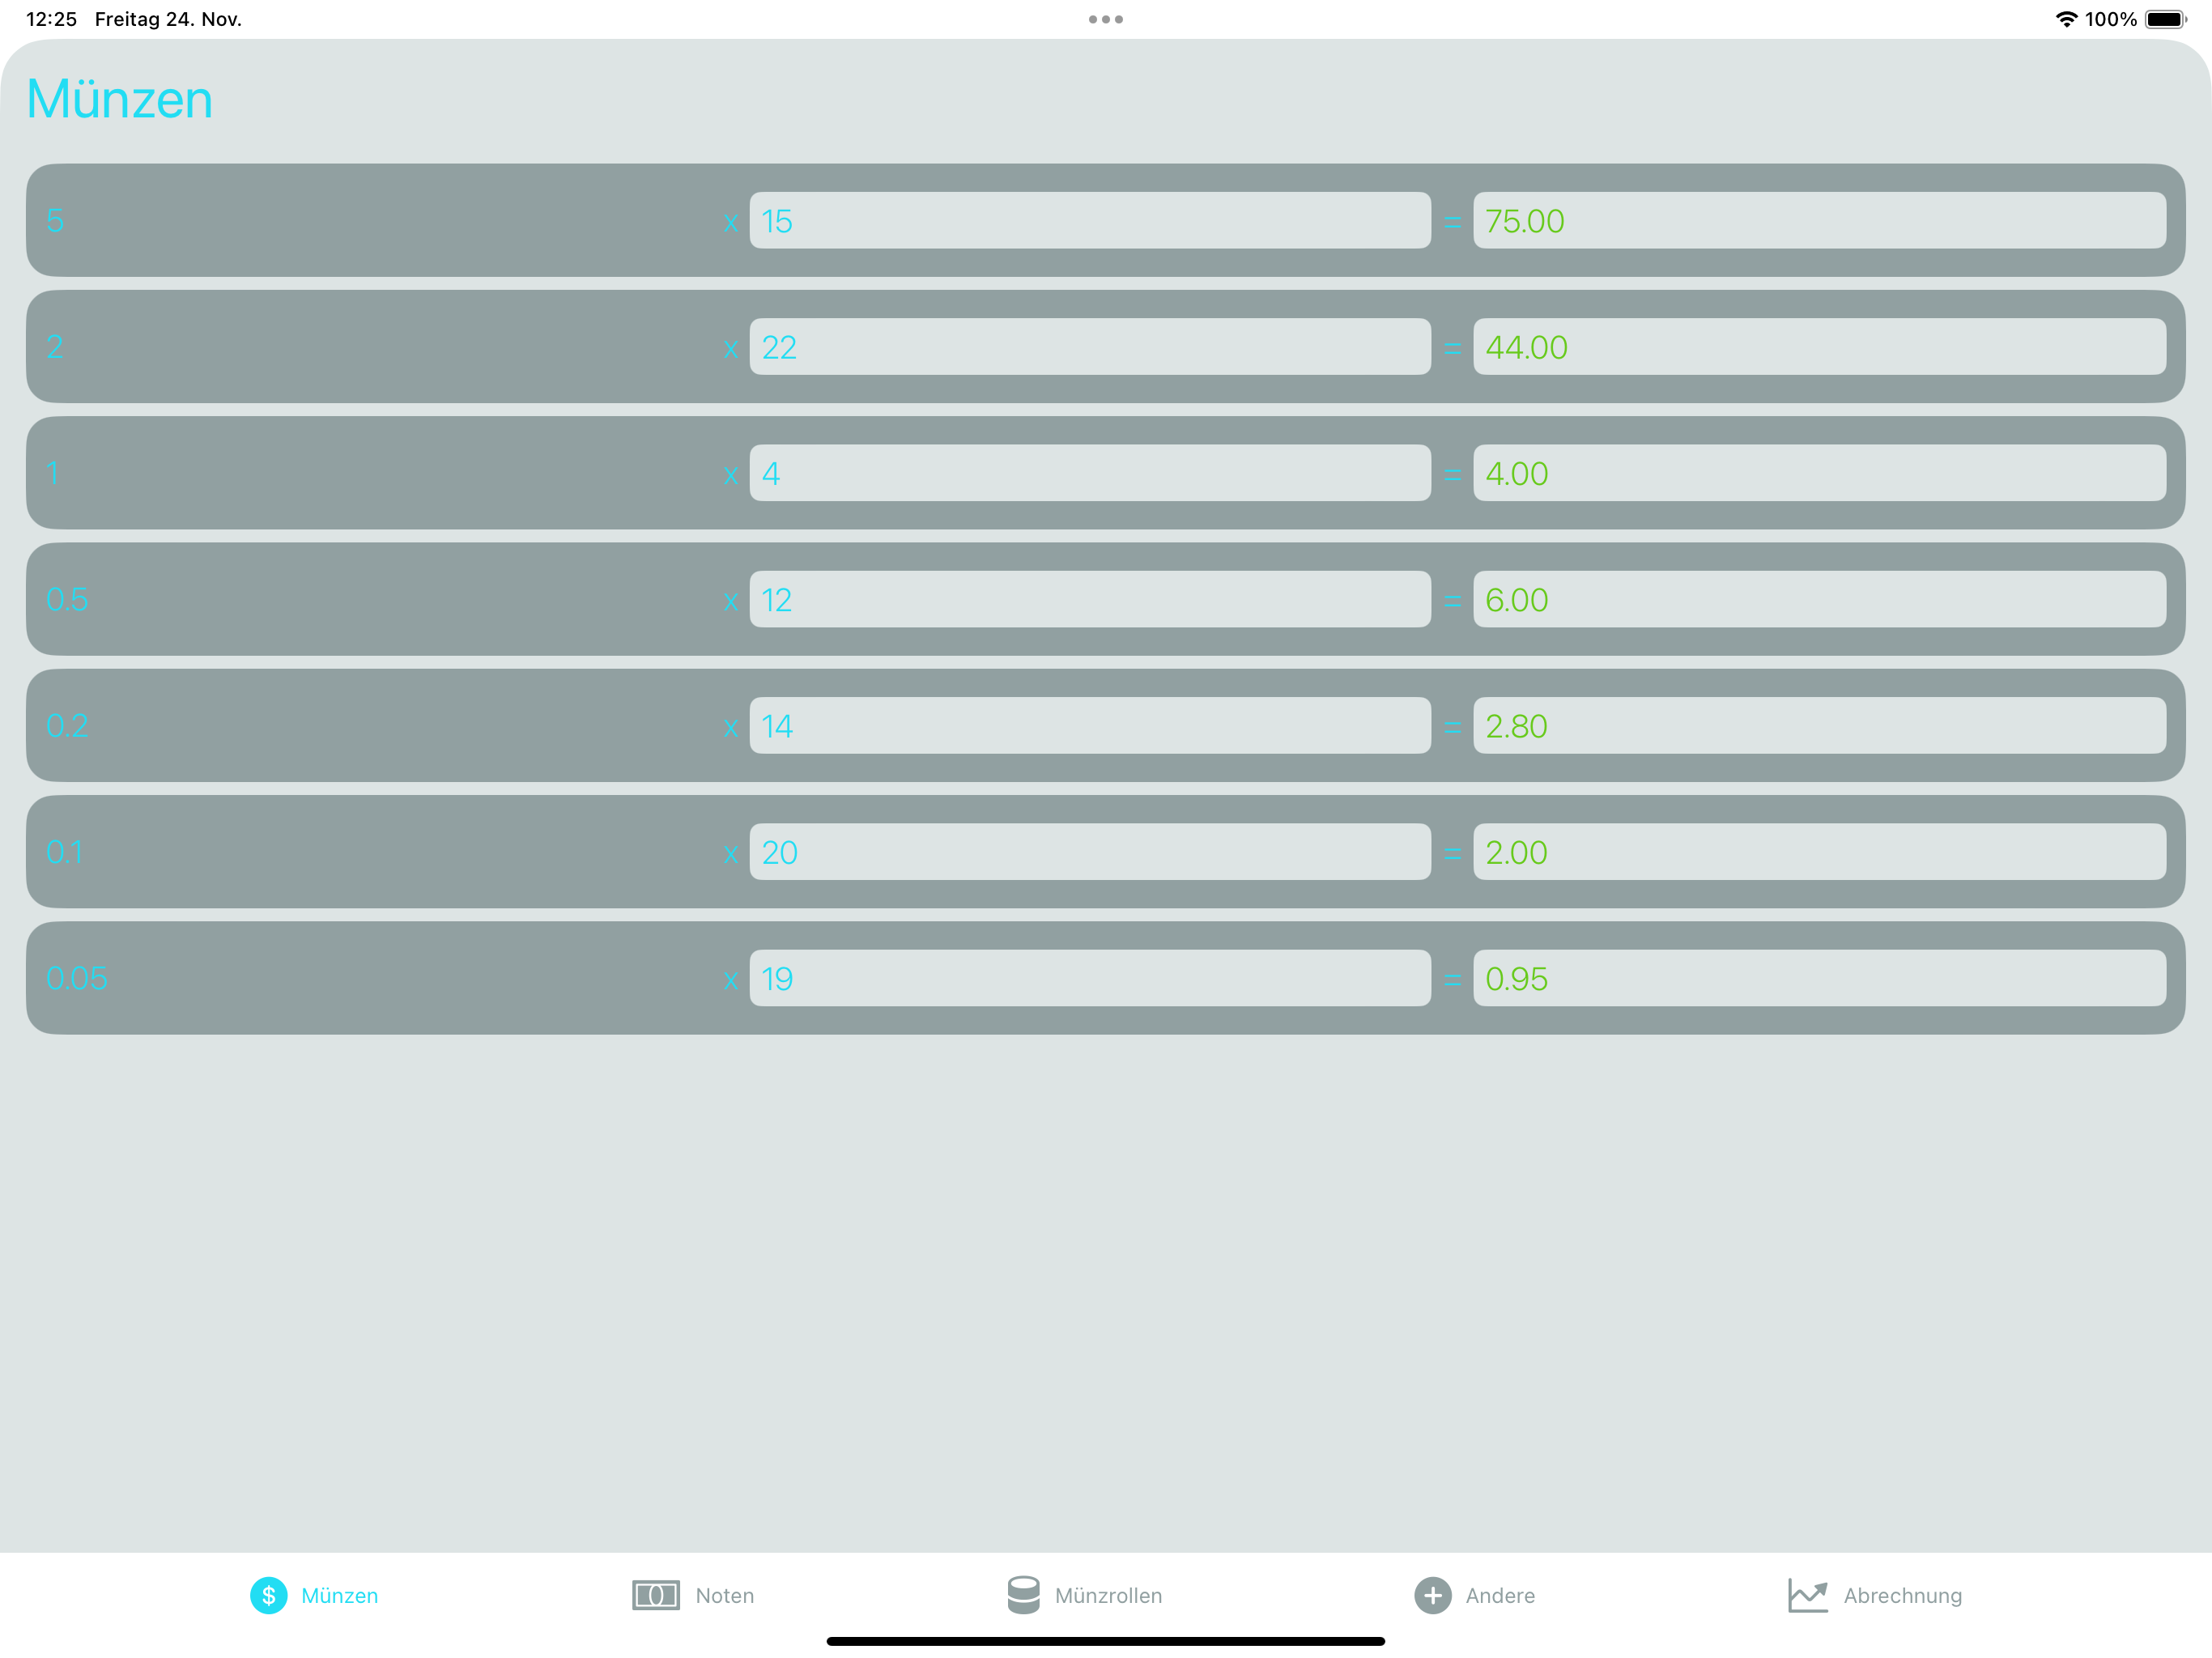 12:25 Freitag 24. Nov. 100%
Münzen
5 x 15 = 75.00
2 x 22 = 44.00
1 x 4 = 4.00
0.5 x 12 = 6.00
0.2 x 14 = 2.80
0.1 x 20 = 2.00
0.05 x 19 = 0.95
$ Münzen Noten Münzrollen Andere Abrechnung